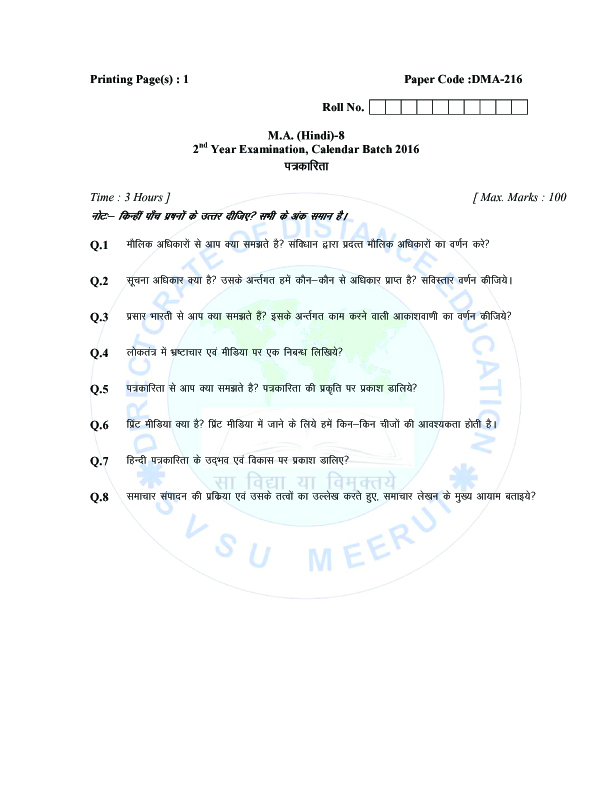 Printing Page(s) : 1 Paper Code :DMA-216
Roll No.
M.A. (Hindi)-8
2nd Year Examination, Calendar Batch 2016
पत्रकारिता
Time : 3 Hours ] [ Max. Marks : 100
नोटः– किन्हीं पाँच प्रष्नों के उत्तर दीजिए? सभी के अंक समान है।
Q.1 मौलिक अधिकारों से आप क्या समझते है? संविधान द्वारा प्रदत्त मौलिक अधिकारों का वर्णन करे?
Q.2 सूचना अधिकार क्या है? उसके अर्न्तगत हमें कौन–कौन से अधिकार प्राप्त है? सविस्तार वर्णन कीजिये।
Q.3 प्रसार भारती से आप क्या समझते हैं? इसके अर्न्तगत काम करने वाली आकाशवाणी का वर्णन कीजिये?
Q.4 लोकतंत्र में भ्रष्टाचार एवं मीडिया पर एक निबन्ध लिखिये?
Q.5 पत्रकारिता से आप क्या समझते है? पत्रकारिता की प्रकृति पर प्रकाश डालिये?
Q.6 प्रिंट मीडिया क्या है? प्रिंट मीडिया में जाने के लिये हमें किन–किन चीजों की आवश्यकता होती है।
Q.7 हिन्दी पत्रकारिता के उद्भव एवं विकास पर प्रकाश डालिए?
Q.8 समाचार संपादन की प्रकिया एवं उसके तत्वों का उल्लेख करते हुए, समाचार लेखन के मुख्य आयाम बताइये?
DIRECTORATE OF DISTANCE EDUCATION
सा विद्या या विमुक्तये
SVSU MEERUT